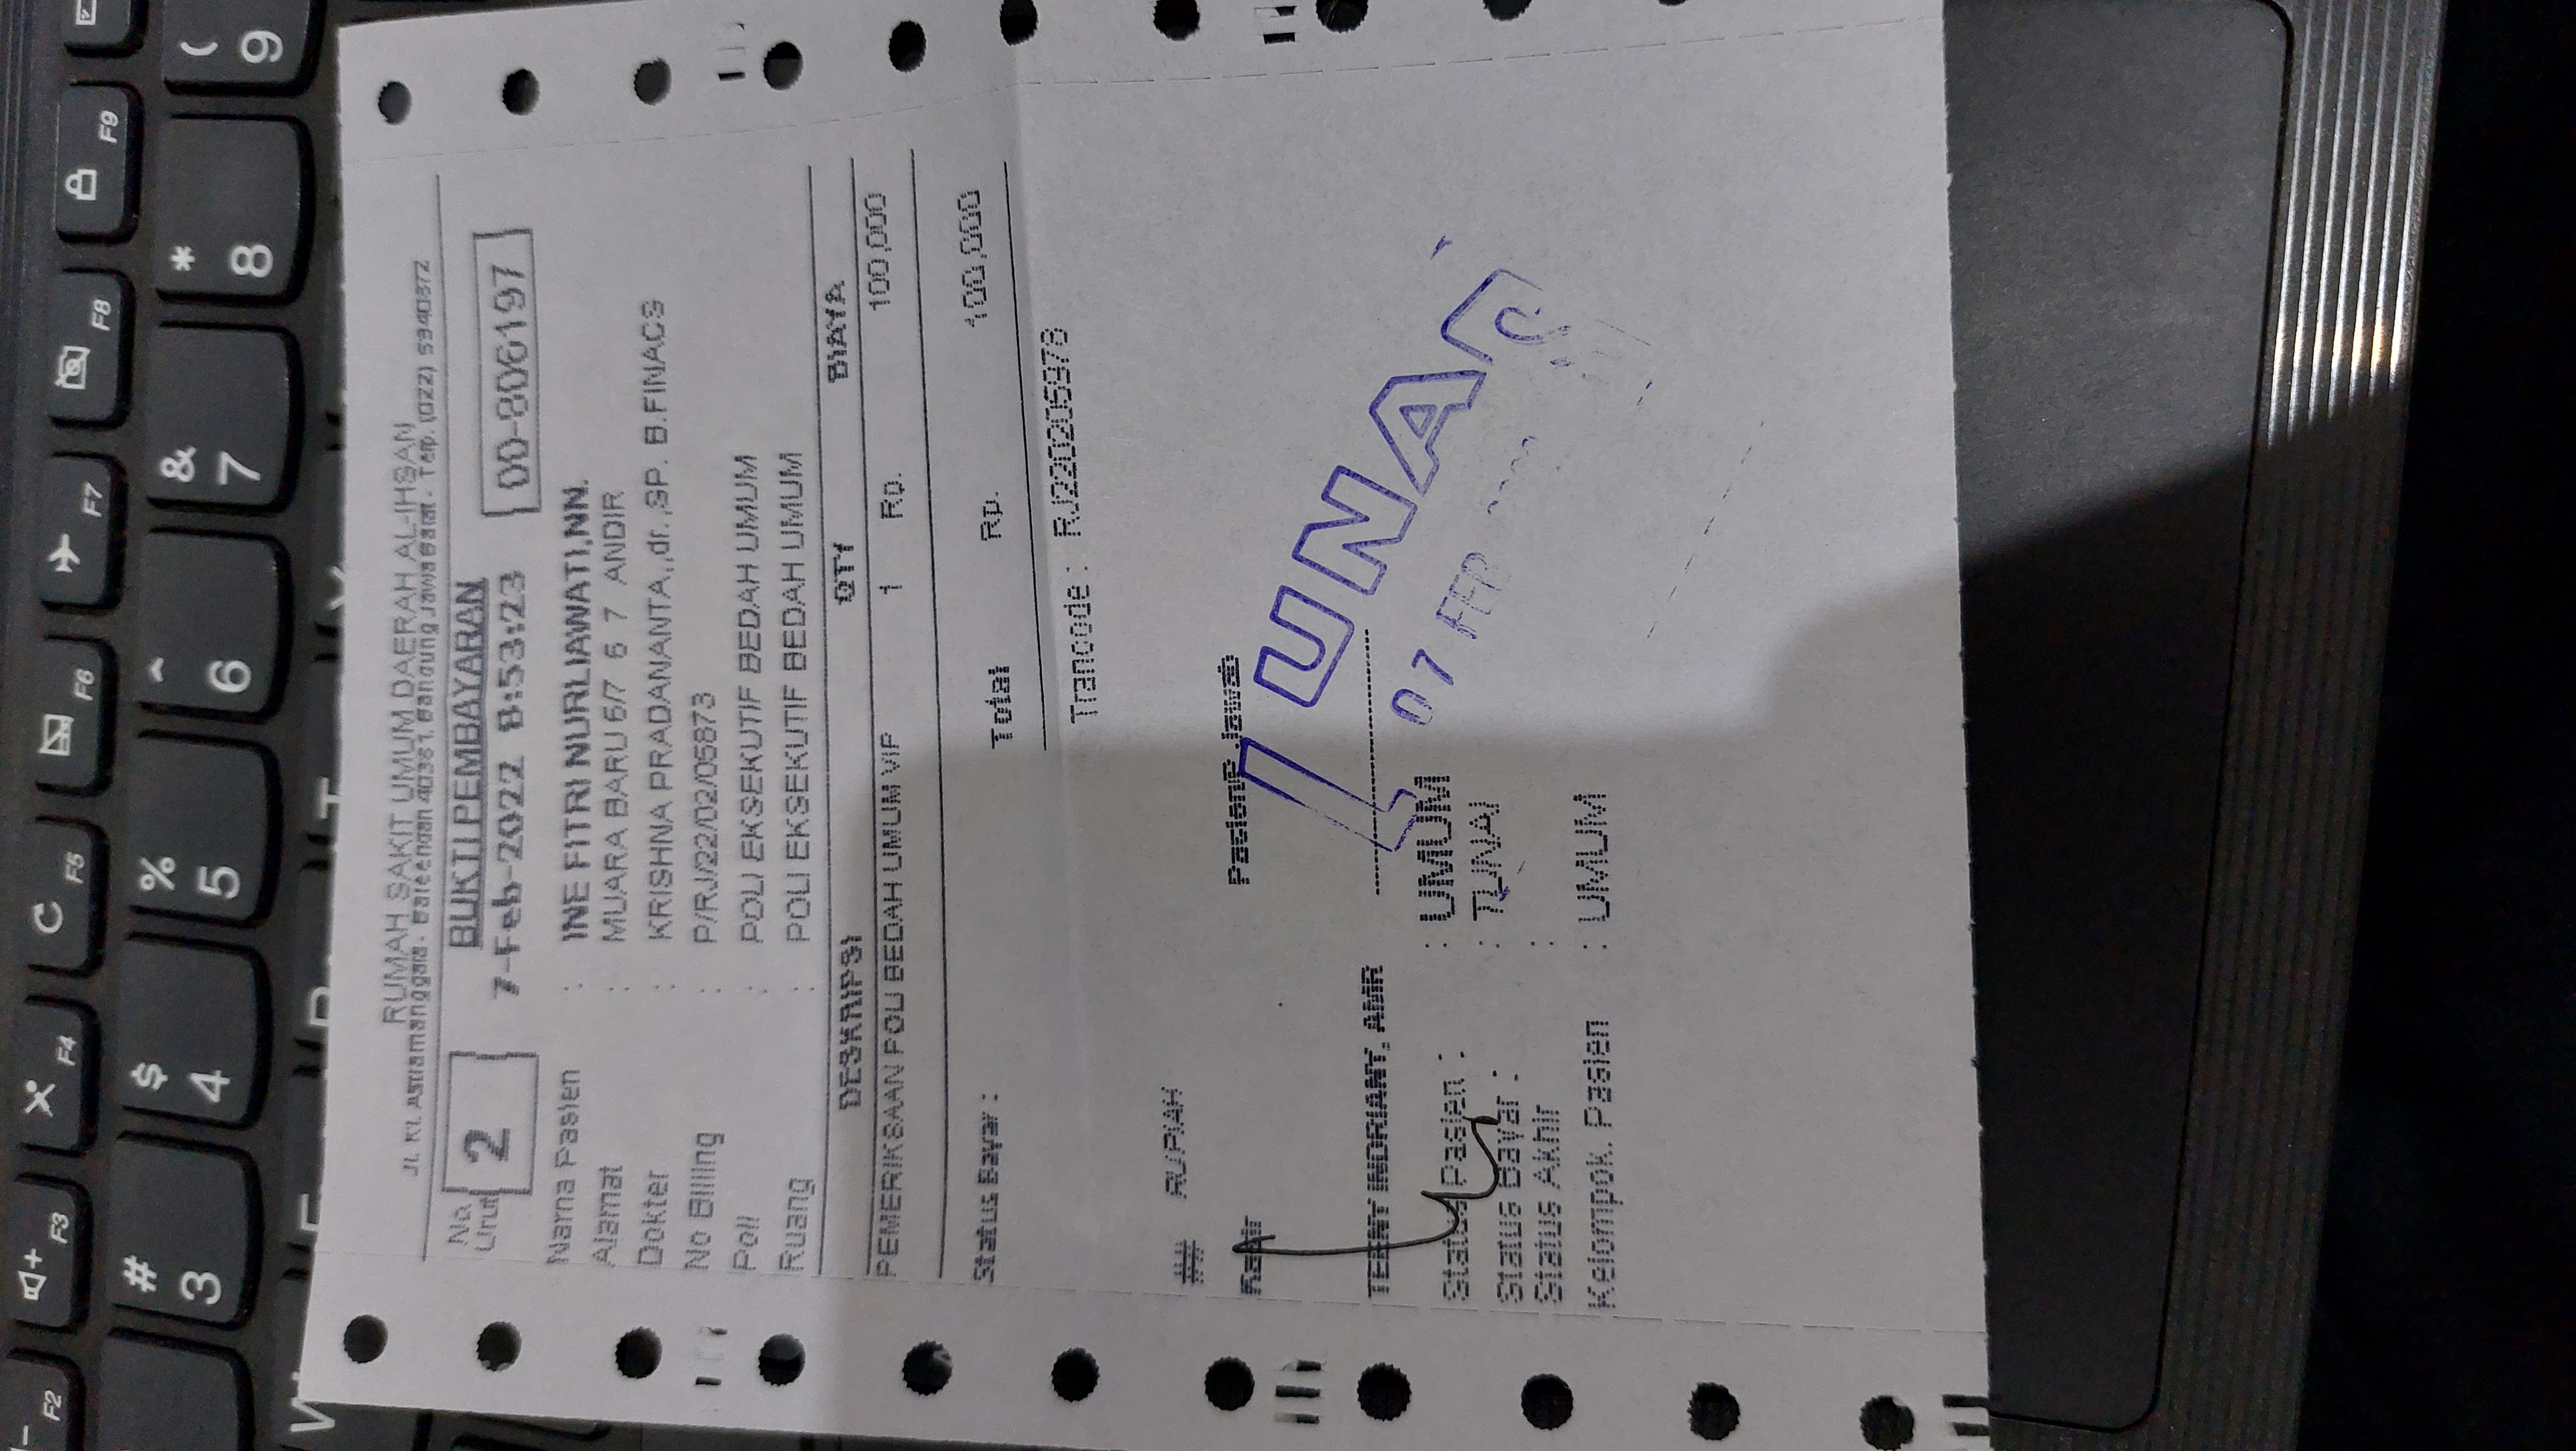 F2 F3 F4 F5 F6 F7 F8 F9
# $ % ^ & * (
3 4 5 6 7 8 9
RUMAH SAKIT UMUM DAERAH AL-IHSAN
Jl. Ki. Astramanggala - Baleendah 40381. Bandung Jawa Barat - Telp. (022) 5940872
No. Urut 2
BUKTI PEMBAYARAN
7-Feb-2022 8:53:23
00-806197
Nama Pasien : INE FITRI NURLIAWATI,NN.
Alamat : MUARA BARU 6/7 6 7 ANDIR
Dokter : KRISHNA PRADANANTA,,dr.,SP. B.FINACS
No Billing : P/RJ/22/02/05873
Poli : POLI EKSEKUTIF BEDAH UMUM
Ruang : POLI EKSEKUTIF BEDAH UMUM
DESKRIPSI QTY BIAYA
PEMERIKSAAN POLI BEDAH UMUM VIP 1 Rp. 100,000
Status Bayar : Total Rp. 100,000
Trancode : RJ220205978
## RUPIAH
Kasir Pasien/P. Jawab
LUNAS
07 FEB
TEENY INDRIANY, AMR
Status Pasien : : UMUM
Status Bayar : : TUNAI
Status Akhir :
Kelompok. Pasien : UMUM